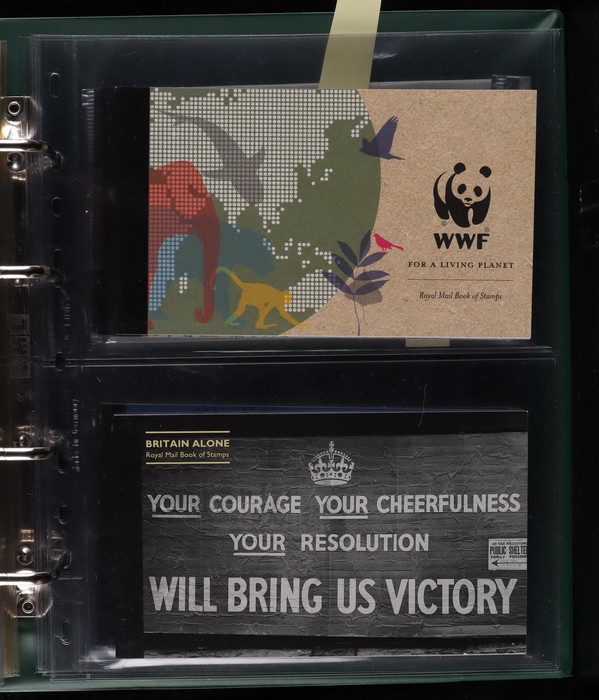 WWF
FOR A LIVING PLANET
Royal Mail Book of Stamps
BRITAIN ALONE
Royal Mail Book of Stamps
YOUR COURAGE YOUR CHEERFULNESS
YOUR RESOLUTION
PUBLIC SHELTE
WILL BRING US VICTORY